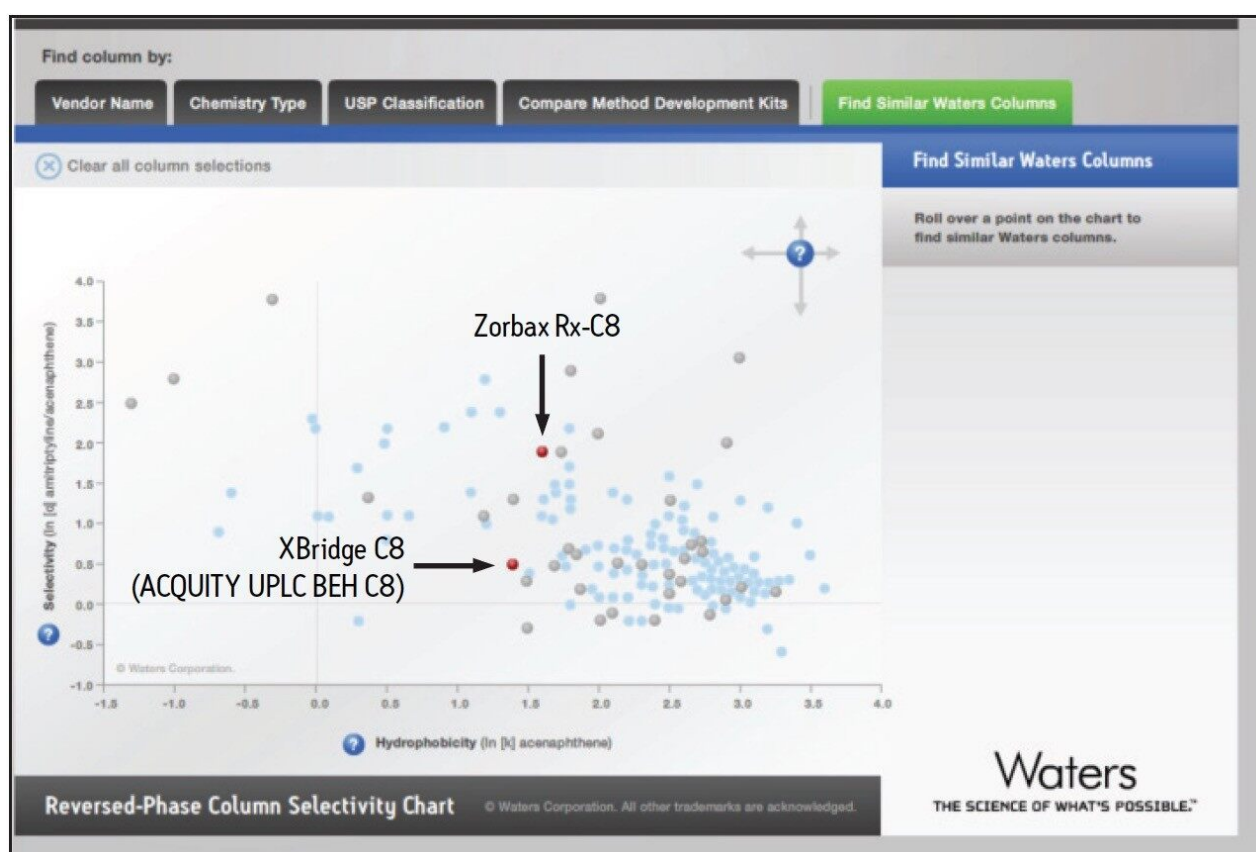 Find column by:
Vendor Name
Chemistry Type
USP Classification
Compare Method Development Kits
Find Similar Waters Columns
Clear all column selections
Find Similar Waters Columns
Roll over a point on the chart to
find similar Waters columns.
?
4.0
3.5
3.0
2.5
2.0
1.5
1.0
0.5
0.0
-0.5
-1.0
Selectivity (ln [α] amitriptyline/acenaphthene)
?
Zorbax Rx-C8
XBridge C8
(ACQUITY UPLC BEH C8)
© Waters Corporation.
-1.5 -1.0 -0.5 0.0 0.5 1.0 1.5 2.0 2.5 3.0 3.5 4.0
? Hydrophobicity (ln [k] acenaphthene)
Reversed-Phase Column Selectivity Chart
© Waters Corporation. All other trademarks are acknowledged.
Waters
THE SCIENCE OF WHAT'S POSSIBLE.™